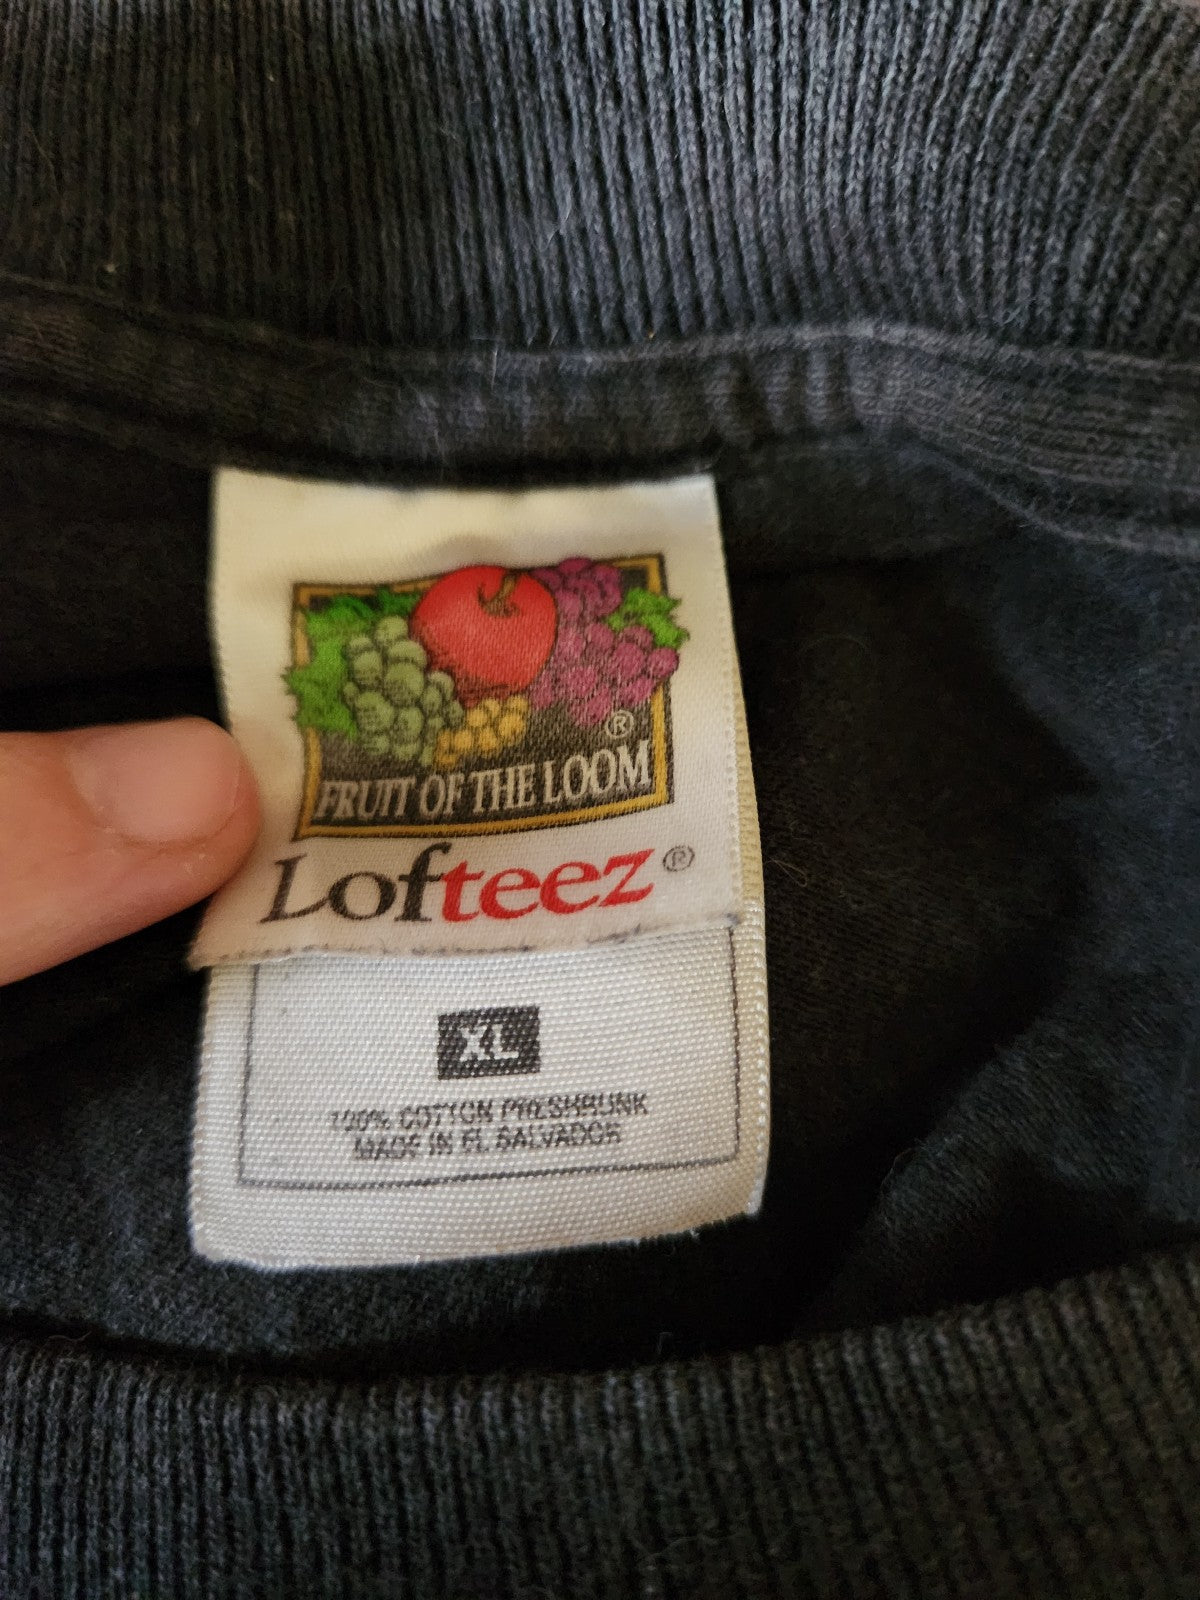 ®
FRUIT OF THE LOOM
Lofteez®
XL
100% COTTON PRESHRUNK
MADE IN EL SALVADOR